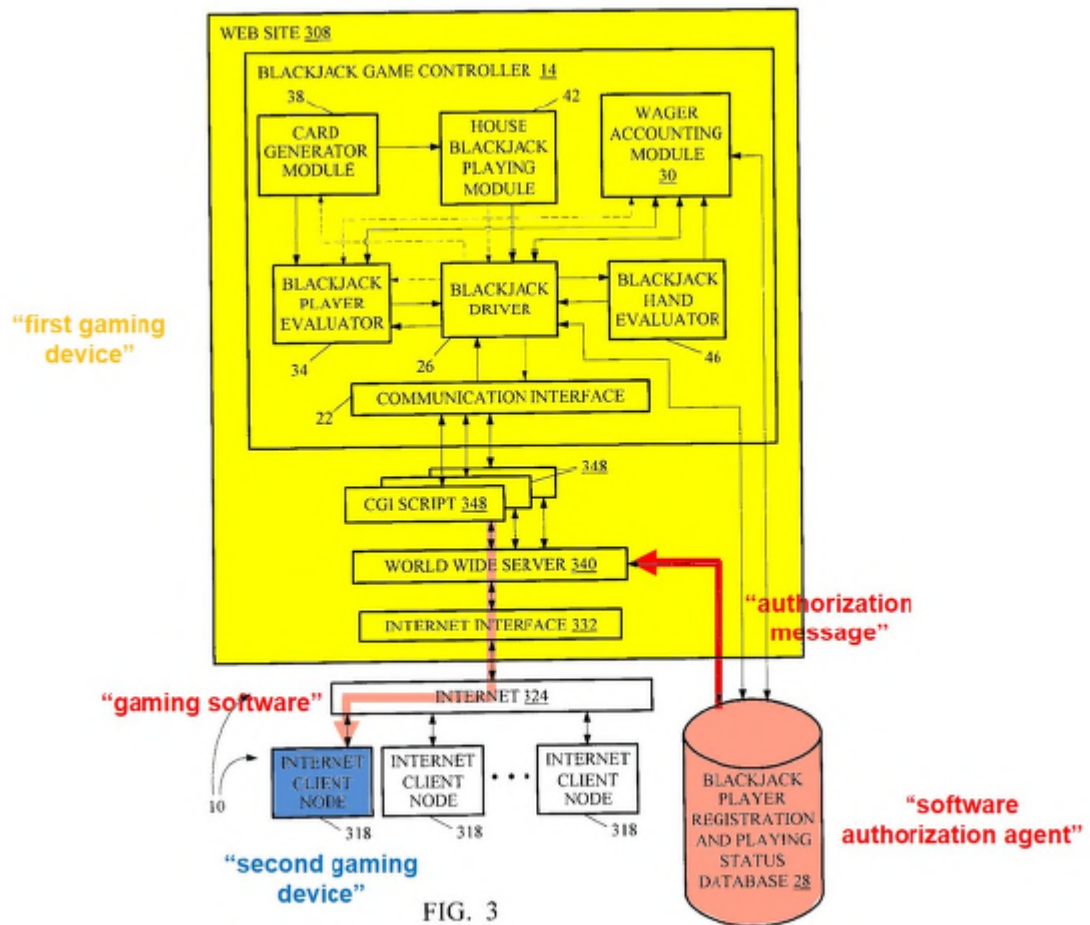 WEB SITE 308
BLACKJACK GAME CONTROLLER 14
38
CARD
GENERATOR
MODULE
42
HOUSE
BLACKJACK
PLAYING
MODULE
WAGER
ACCOUNTING
MODULE
30
BLACKJACK
PLAYER
EVALUATOR
34
BLACKJACK
DRIVER
26
BLACKJACK
HAND
EVALUATOR
46
"first gaming
device"
22
COMMUNICATION INTERFACE
348
CGI SCRIPT 348
WORLD WIDE SERVER 340
"authorization
message"
INTERNET INTERFACE 332
"gaming software"
INTERNET 324
10
INTERNET
CLIENT
NODE
318
INTERNET
CLIENT
NODE
318
INTERNET
CLIENT
NODE
318
BLACKJACK
PLAYER
REGISTRATION
AND PLAYING
STATUS
DATABASE 28
"software
authorization agent"
"second gaming
device"
FIG. 3